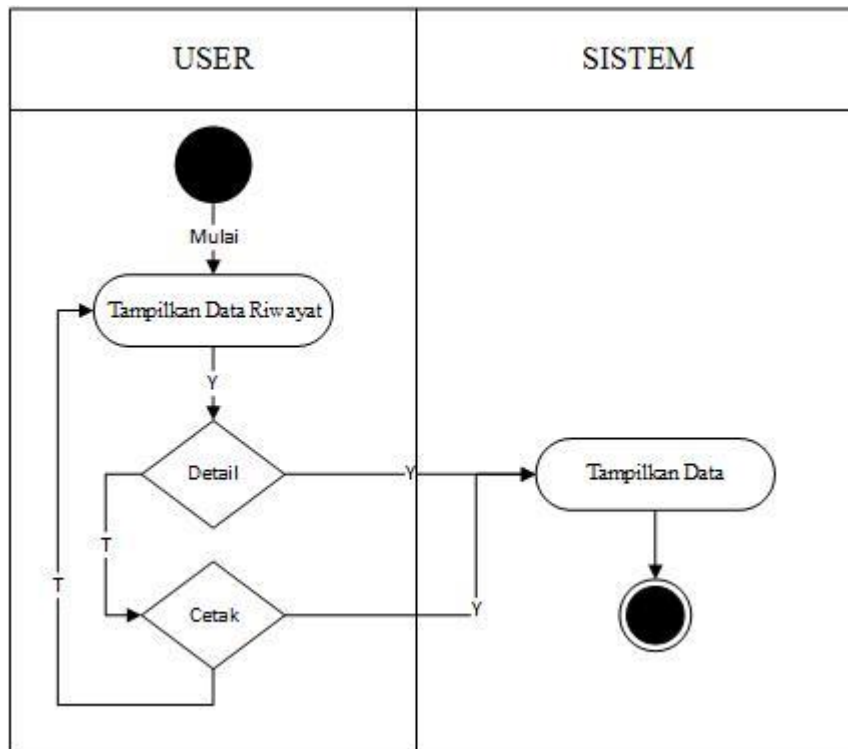 USER
SISTEM
Mulai
Tampilkan Data Riwayat
Y
Detail
Y
Tampilkan Data
T
T
Cetak
Y